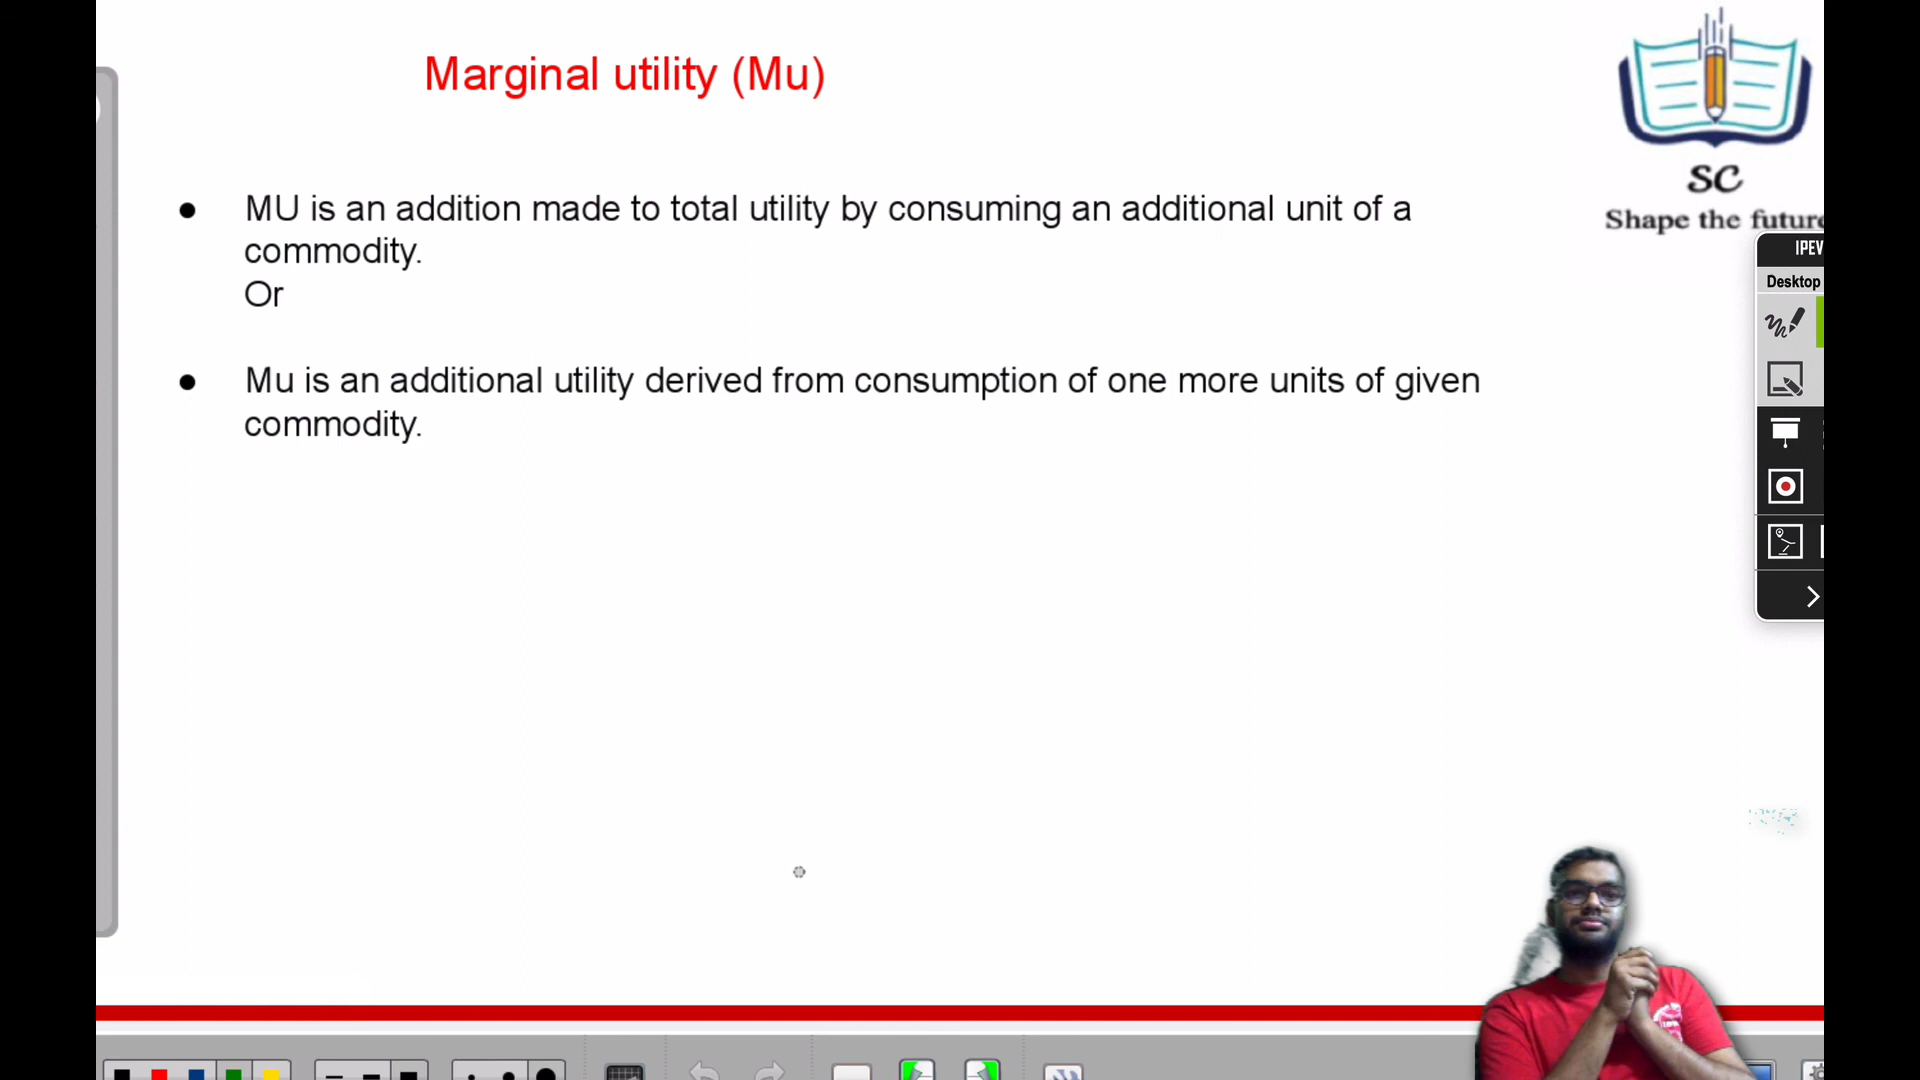 Marginal utility (Mu)
SC
Shape the future
MU is an addition made to total utility by consuming an additional unit of a
commodity.
Or
Mu is an additional utility derived from consumption of one more units of given
commodity.
IPEV
Desktop